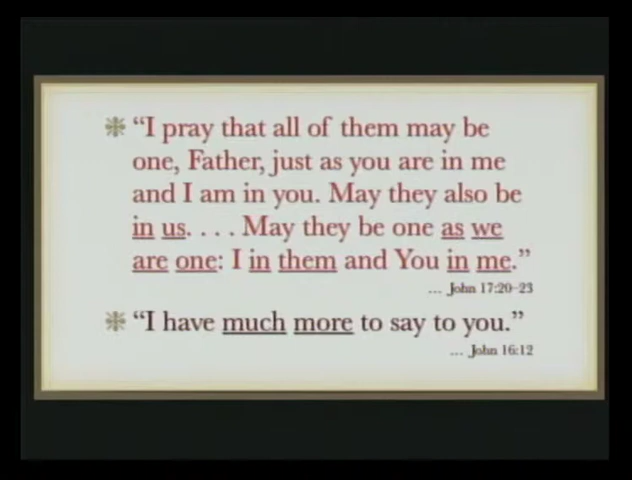 “I pray that all of them may be
one, Father, just as you are in me
and I am in you. May they also be
in us. . . . May they be one as we
are one: I in them and You in me.”
... John 17:20–23
“I have much more to say to you.”
... John 16:12